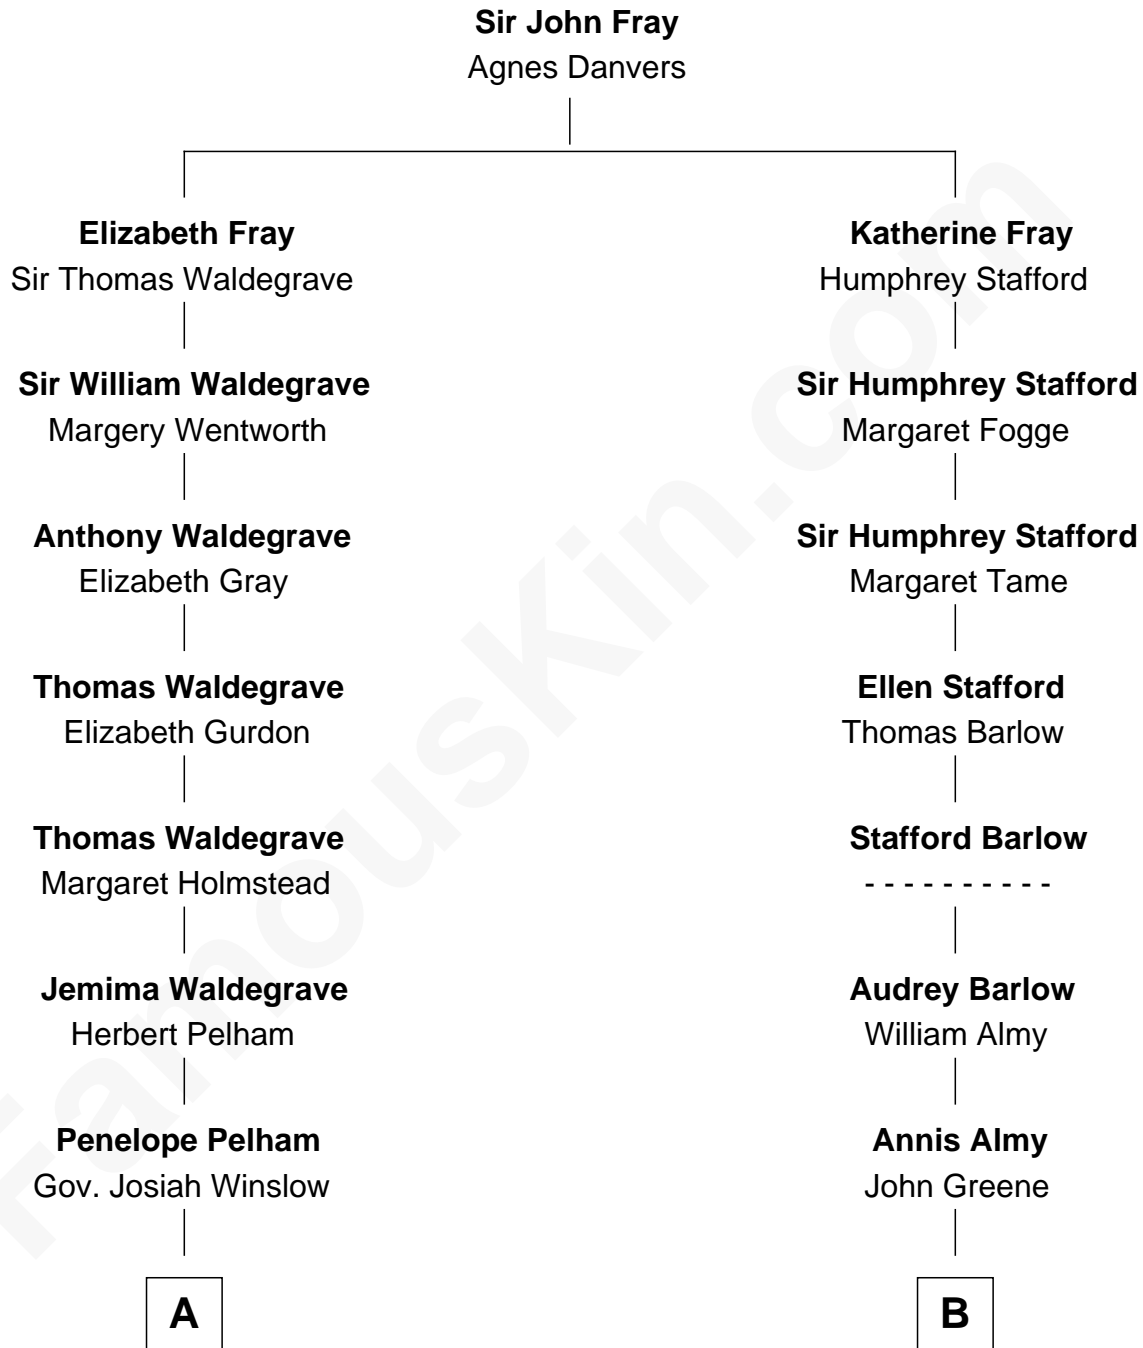 Sir John Fray
Agnes Danvers
Elizabeth Fray
Sir Thomas Waldegrave
Katherine Fray
Humphrey Stafford
Sir William Waldegrave
Margery Wentworth
Sir Humphrey Stafford
Margaret Fogge
Anthony Waldegrave
Elizabeth Gray
Sir Humphrey Stafford
Margaret Tame
Thomas Waldegrave
Elizabeth Gurdon
Ellen Stafford
Thomas Barlow
Thomas Waldegrave
Margaret Holmstead
Stafford Barlow
- - - - - - - - - -
Jemima Waldegrave
Herbert Pelham
Audrey Barlow
William Almy
Penelope Pelham
Gov. Josiah Winslow
Annis Almy
John Greene
A
B
FamousKin.com